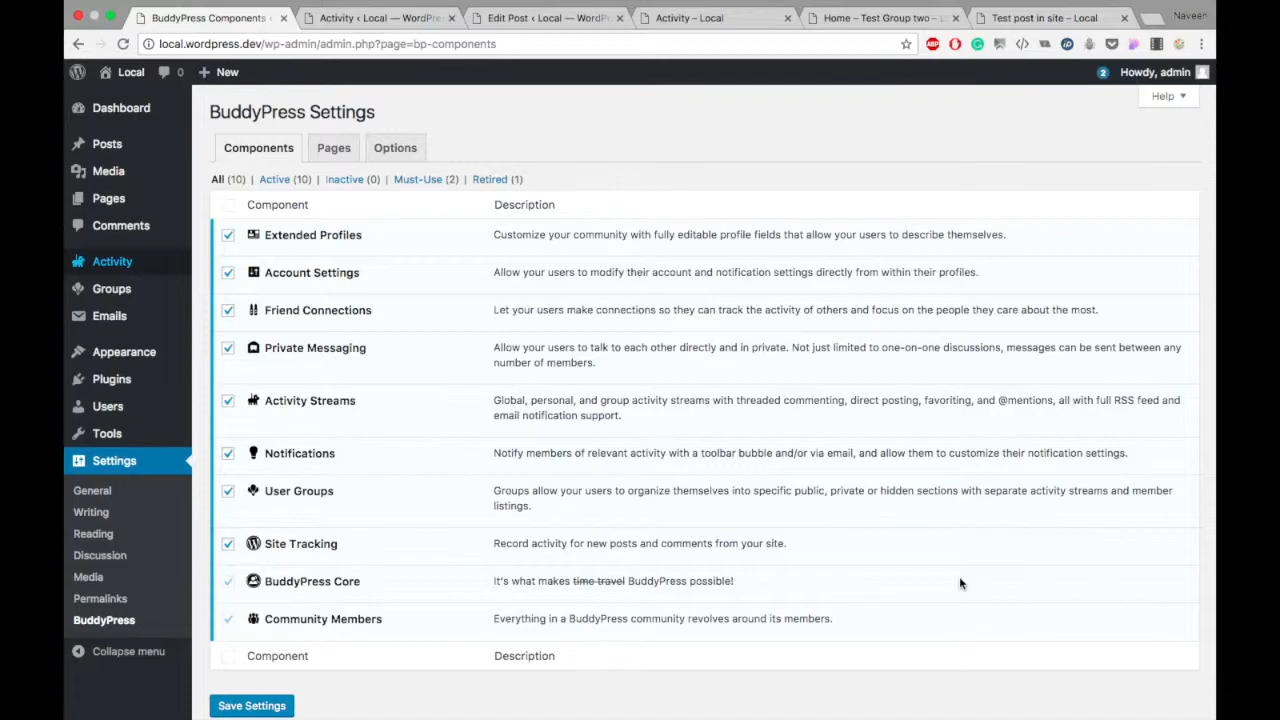 BuddyPress Components ‹
Activity ‹ Local — WordPre
Edit Post ‹ Local — WordPr
Activity – Local
Home – Test Group two –
Test post in site – Local
Naveen
local.wordpress.dev/wp-admin/admin.php?page=bp-components
Local
0
New
2
Howdy, admin
Help
Dashboard
Posts
Media
Pages
Comments
Activity
Groups
Emails
Appearance
Plugins
Users
Tools
Settings
General
Writing
Reading
Discussion
Media
Permalinks
BuddyPress
Collapse menu
BuddyPress Settings
Components
Pages
Options
All (10) | Active (10) | Inactive (0) | Must-Use (2) | Retired (1)
Component
Description
Extended Profiles
Customize your community with fully editable profile fields that allow your users to describe themselves.
Account Settings
Allow your users to modify their account and notification settings directly from within their profiles.
Friend Connections
Let your users make connections so they can track the activity of others and focus on the people they care about the most.
Private Messaging
Allow your users to talk to each other directly and in private. Not just limited to one-on-one discussions, messages can be sent between any
number of members.
Activity Streams
Global, personal, and group activity streams with threaded commenting, direct posting, favoriting, and @mentions, all with full RSS feed and
email notification support.
Notifications
Notify members of relevant activity with a toolbar bubble and/or via email, and allow them to customize their notification settings.
User Groups
Groups allow your users to organize themselves into specific public, private or hidden sections with separate activity streams and member
listings.
Site Tracking
Record activity for new posts and comments from your site.
BuddyPress Core
It's what makes time travel BuddyPress possible!
Community Members
Everything in a BuddyPress community revolves around its members.
Component
Description
Save Settings